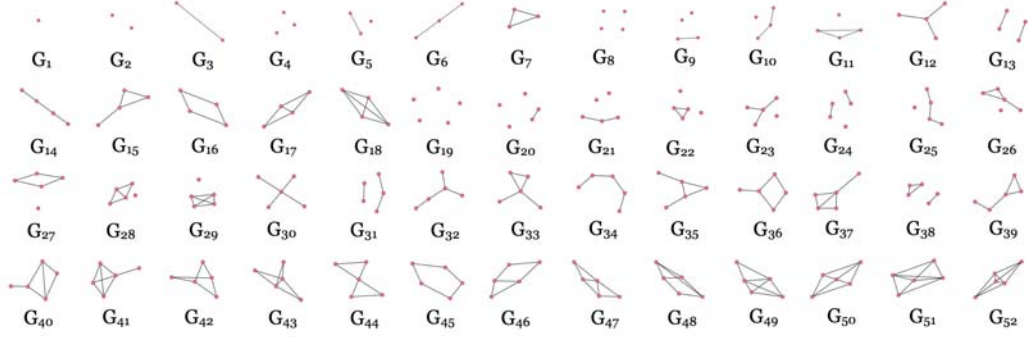 G₁ G₂ G₃ G₄ G₅ G₆ G₇ G₈ G₉ G₁₀ G₁₁ G₁₂ G₁₃
G₁₄ G₁₅ G₁₆ G₁₇ G₁₈ G₁₉ G₂₀ G₂₁ G₂₂ G₂₃ G₂₄ G₂₅ G₂₆
G₂₇ G₂₈ G₂₉ G₃₀ G₃₁ G₃₂ G₃₃ G₃₄ G₃₅ G₃₆ G₃₇ G₃₈ G₃₉
G₄₀ G₄₁ G₄₂ G₄₃ G₄₄ G₄₅ G₄₆ G₄₇ G₄₈ G₄₉ G₅₀ G₅₁ G₅₂